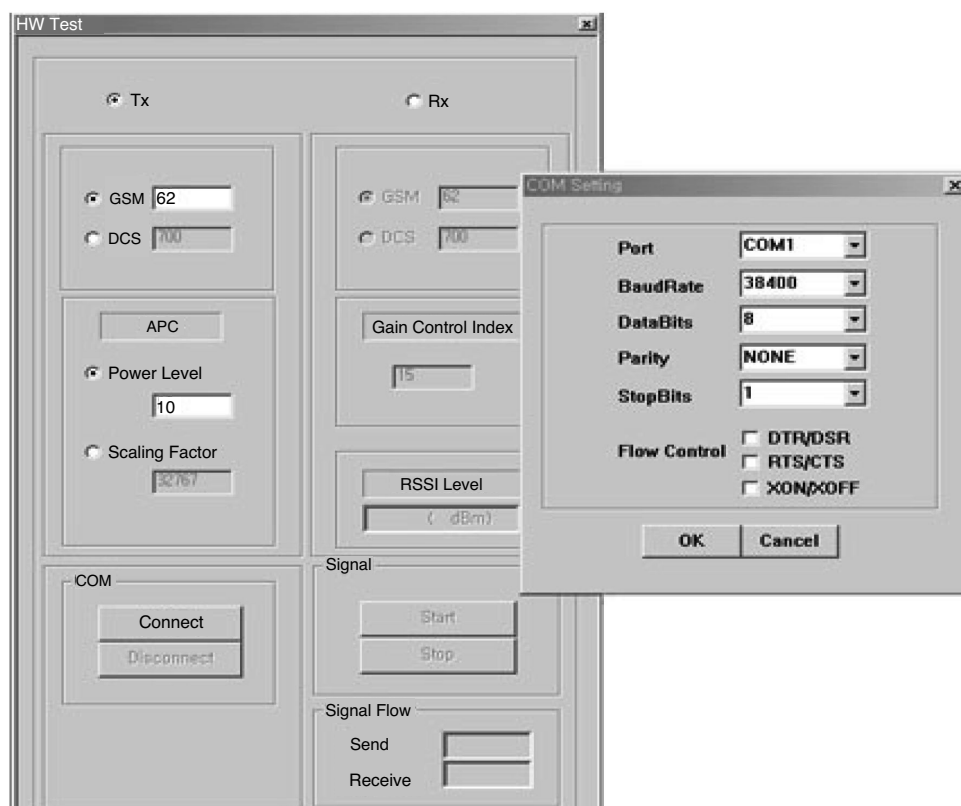 HW Test
Tx
Rx
GSM 62
DCS 700
GSM 62
DCS 700
APC
Power Level
10
Scaling Factor
32767
Gain Control Index
15
RSSI Level
( dBm)
COM
Connect
Disconnect
Signal
Start
Stop
Signal Flow
Send
Receive
COM Setting
Port COM1
BaudRate 38400
DataBits 8
Parity NONE
StopBits 1
Flow Control
DTR/DSR
RTS/CTS
XON/XOFF
OK Cancel